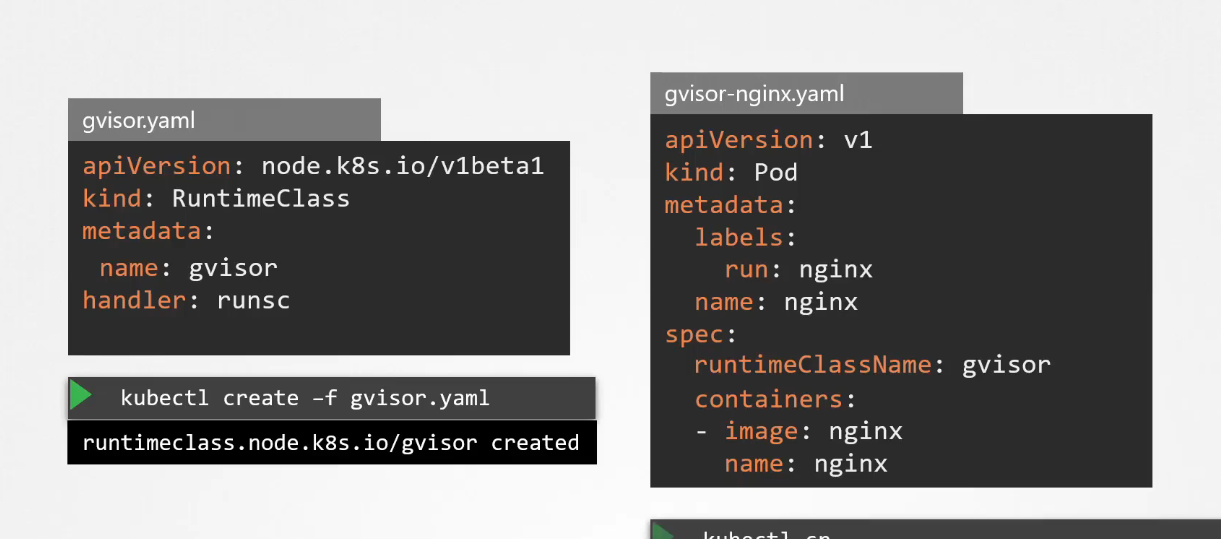 gvisor.yaml
apiVersion: node.k8s.io/v1beta1
kind: RuntimeClass
metadata:
 name: gvisor
handler: runsc
kubectl create –f gvisor.yaml
runtimeclass.node.k8s.io/gvisor created
gvisor-nginx.yaml
apiVersion: v1
kind: Pod
metadata:
  labels:
    run: nginx
  name: nginx
spec:
  runtimeClassName: gvisor
  containers:
  - image: nginx
    name: nginx
kubectl